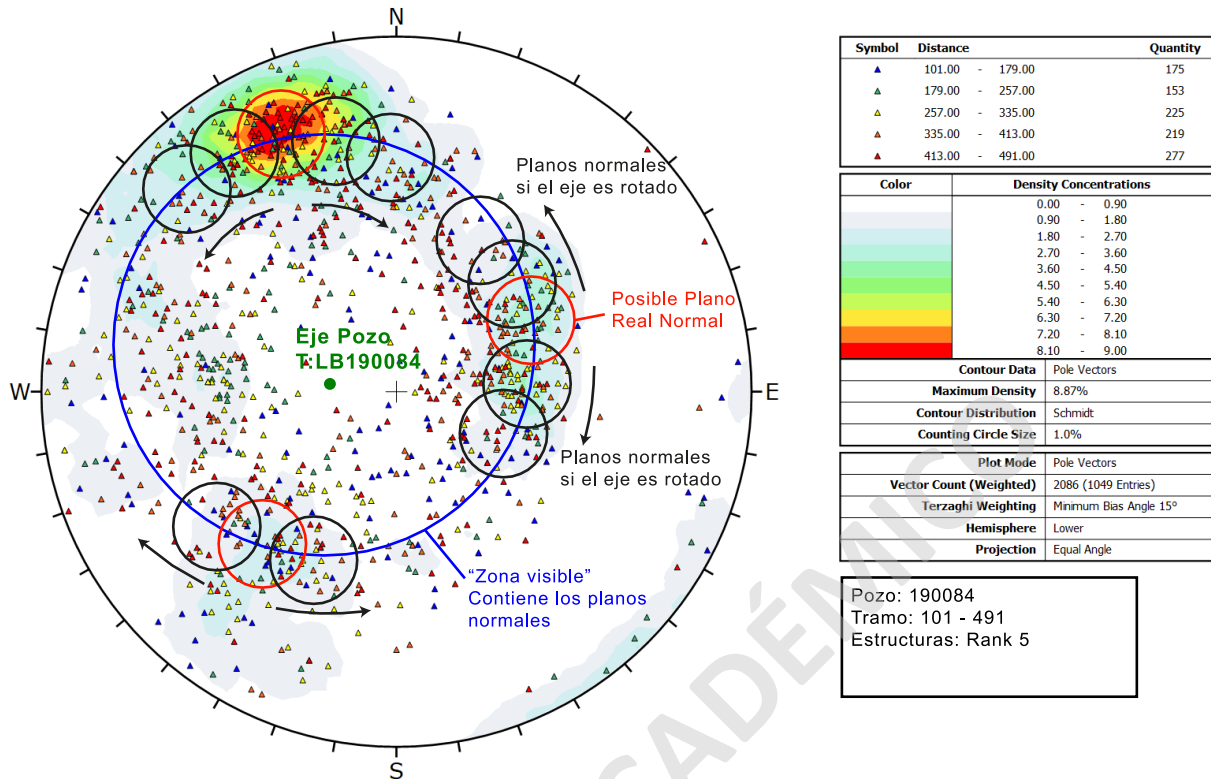 N
W
E
S
Planos normales
si el eje es rotado
Posible Plano
Real Normal
Eje Pozo
T:LB190084
Planos normales
si el eje es rotado
“Zona visible”
Contiene los planos
normales
Symbol Distance Quantity
101.00 - 179.00 175
179.00 - 257.00 153
257.00 - 335.00 225
335.00 - 413.00 219
413.00 - 491.00 277
Color Density Concentrations
0.00 - 0.90
0.90 - 1.80
1.80 - 2.70
2.70 - 3.60
3.60 - 4.50
4.50 - 5.40
5.40 - 6.30
6.30 - 7.20
7.20 - 8.10
8.10 - 9.00
Contour Data Pole Vectors
Maximum Density 8.87%
Contour Distribution Schmidt
Counting Circle Size 1.0%
Plot Mode Pole Vectors
Vector Count (Weighted) 2086 (1049 Entries)
Terzaghi Weighting Minimum Bias Angle 15º
Hemisphere Lower
Projection Equal Angle
Pozo: 190084
Tramo: 101 - 491
Estructuras: Rank 5
CADÉMICO